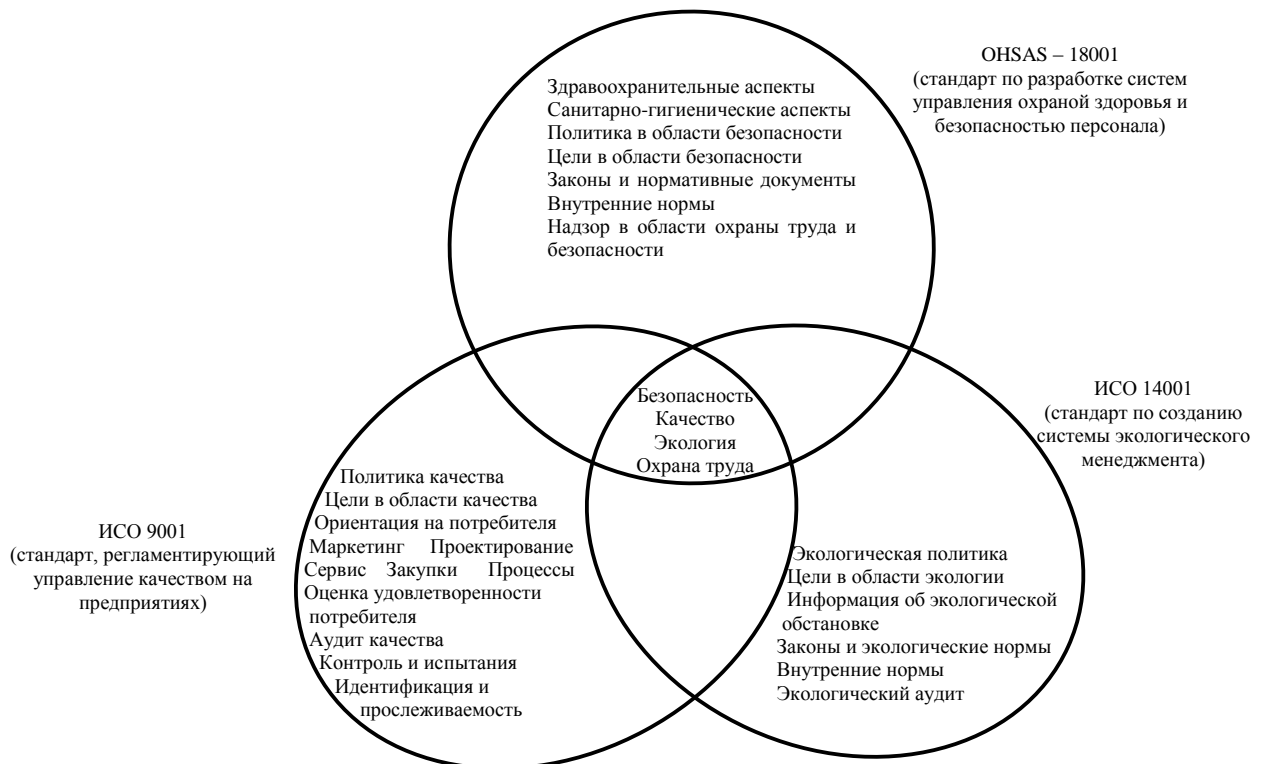 OHSAS – 18001
(стандарт по разработке систем
управления охраной здоровья и
безопасностью персонала)
Здравоохранительные аспекты
Санитарно-гигиенические аспекты
Политика в области безопасности
Цели в области безопасности
Законы и нормативные документы
Внутренние нормы
Надзор в области охраны труда и
безопасности
Безопасность
Качество
Экология
Охрана труда
ИСО 14001
(стандарт по созданию
системы экологического
менеджмента)
ИСО 9001
(стандарт, регламентирующий
управление качеством на
предприятиях)
Политика качества
Цели в области качества
Ориентация на потребителя
Маркетинг Проектирование
Сервис Закупки Процессы
Оценка удовлетворенности
потребителя
Аудит качества
Контроль и испытания
Идентификация и
прослеживаемость
Экологическая политика
Цели в области экологии
Информация об экологической
обстановке
Законы и экологические нормы
Внутренние нормы
Экологический аудит